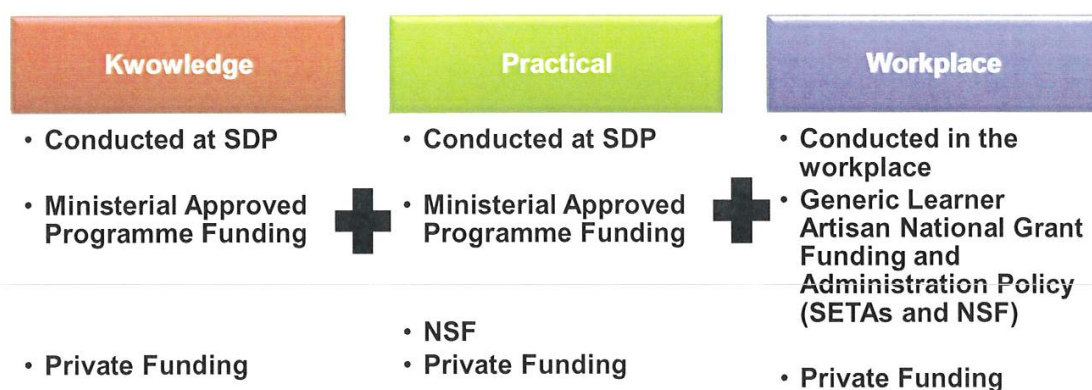 Kwowledge
• Conducted at SDP
• Ministerial Approved
Programme Funding
• Private Funding
Practical
• Conducted at SDP
• Ministerial Approved
Programme Funding
• NSF
• Private Funding
Workplace
• Conducted in the
workplace
• Generic Learner
Artisan National Grant
Funding and
Administration Policy
(SETAs and NSF)
• Private Funding